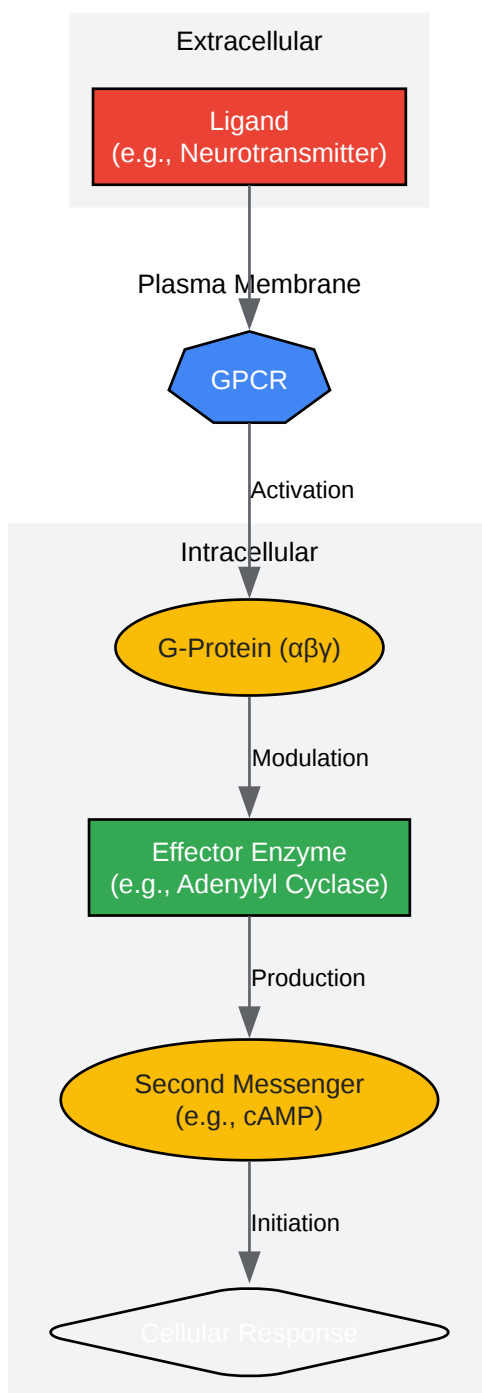 Extracellular
Ligand
(e.g., Neurotransmitter)
Plasma Membrane
GPCR
Activation
Intracellular
G-Protein (αβγ)
Modulation
Effector Enzyme
(e.g., Adenylyl Cyclase)
Production
Second Messenger
(e.g., cAMP)
Initiation
Cellular Response